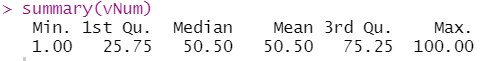 > summary(vNum)
Min. 1st Qu. Median Mean 3rd Qu. Max.
1.00 25.75 50.50 50.50 75.25 100.00